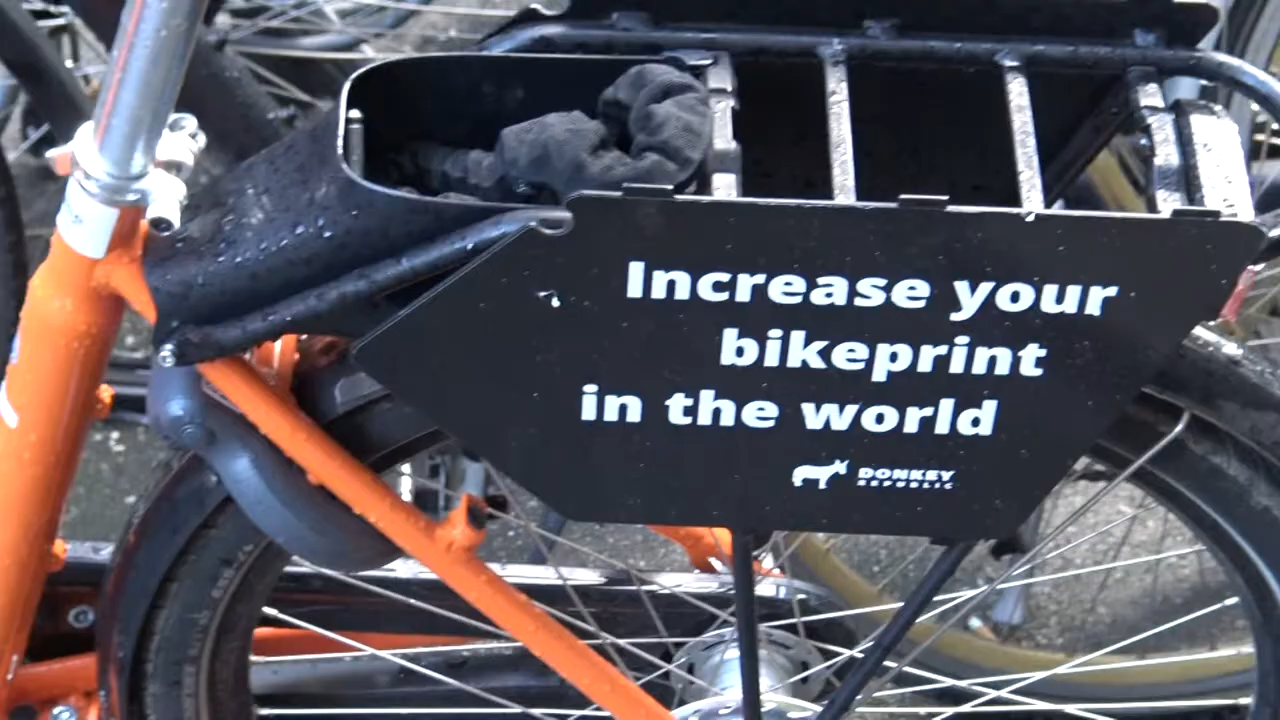 Increase your
bikeprint
in the world
DONKEY
REPUBLIC